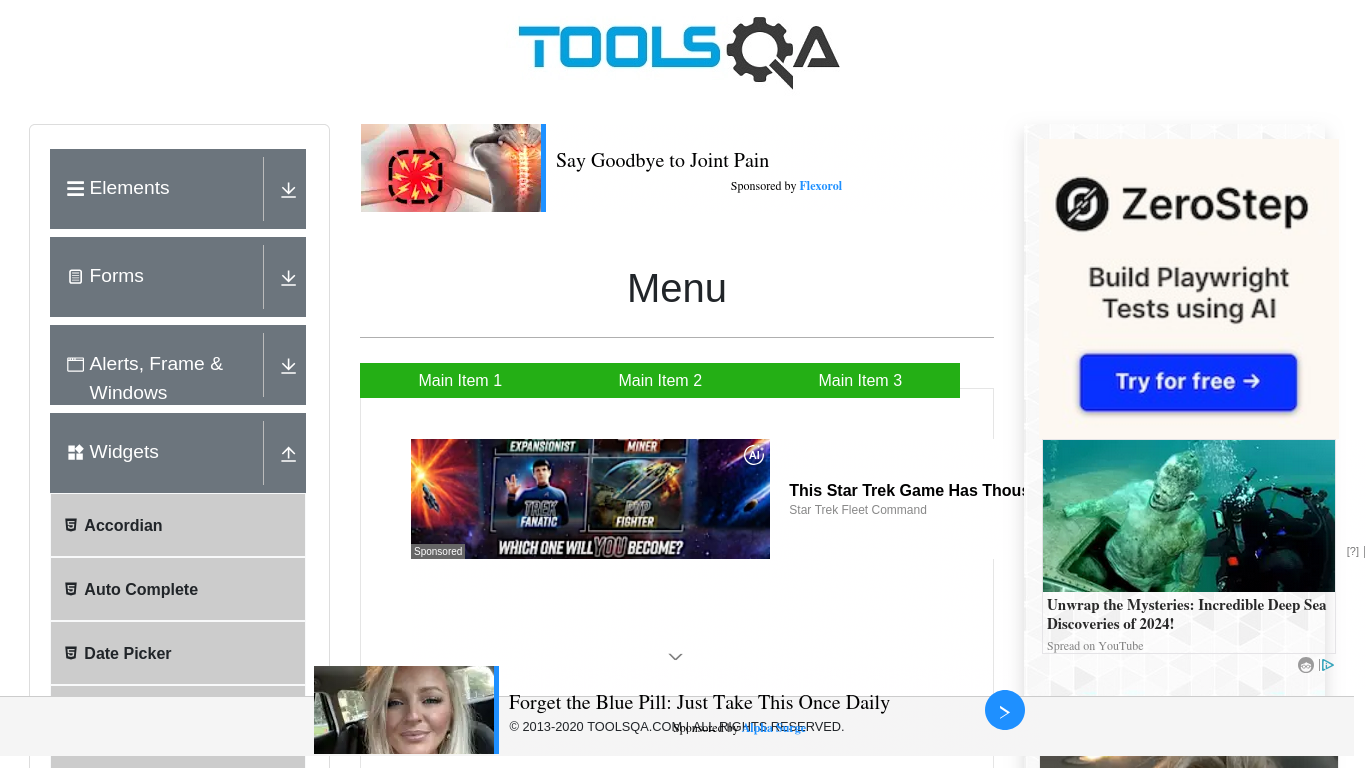 TOOLSQA
Elements
Forms
Alerts, Frame &
Windows
Widgets
Accordian
Auto Complete
Date Picker
Say Goodbye to Joint Pain
Sponsored by Flexorol
Menu
Main Item 1
Main Item 2
Main Item 3
EXPANSIONIST
MINER
TREK
FANATIC
PVP
FIGHTER
WHICH ONE WILL YOU BECOME?
AI
Sponsored
This Star Trek Game Has Thous
Star Trek Fleet Command
ZeroStep
Build Playwright
Tests using AI
Try for free →
Unwrap the Mysteries: Incredible Deep Sea
Discoveries of 2024!
Spread on YouTube
[?]
Forget the Blue Pill: Just Take This Once Daily
© 2013-2020 TOOLSQA.COM | ALL RIGHTS RESERVED.
Sponsored by